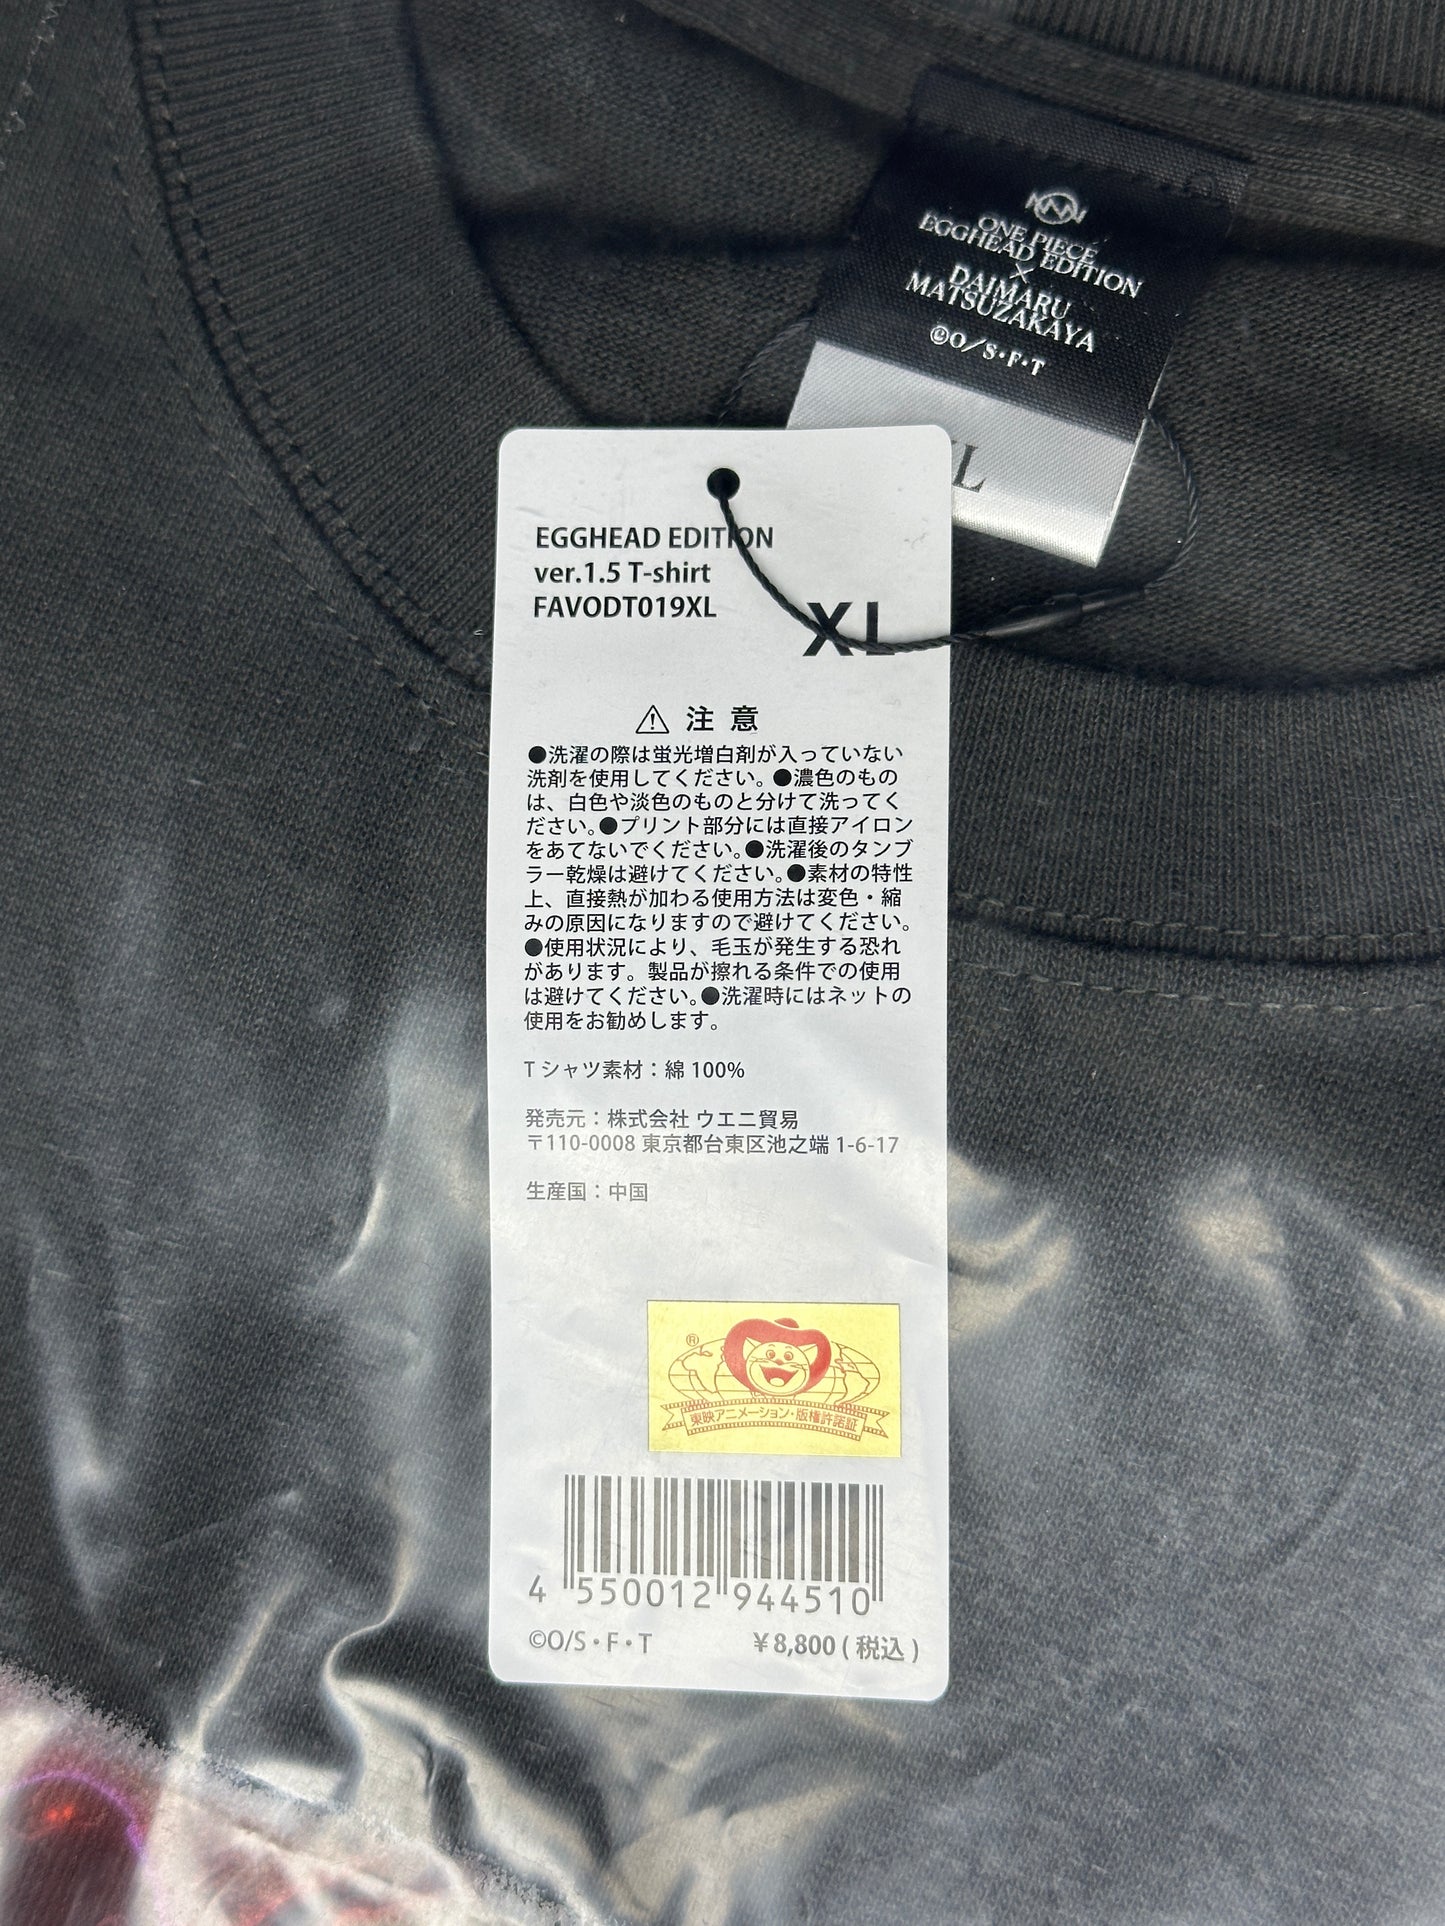 ONE PIECE
EGGHEAD EDITION
×
DAIMARU
MATSUZAKAYA
©O/S・F・T
EGGHEAD EDITION
ver.1.5 T-shirt
FAVODT019XL
XL
注 意
●洗濯の際は蛍光増白剤が入っていない
洗剤を使用してください。●濃色のもの
は、白色や淡色のものと分けて洗ってく
ださい。●プリント部分には直接アイロン
をあてないでください。●洗濯後のタンブ
ラー乾燥は避けてください。●素材の特性
上、直接熱が加わる使用方法は変色・縮
みの原因になりますので避けてください。
●使用状況により、毛玉が発生する恐れ
があります。製品が擦れる条件での使用
は避けてください。●洗濯時にはネットの
使用をお勧めします。
Tシャツ素材：綿 100%
発売元：株式会社 ウエニ貿易
〒110-0008 東京都台東区池之端 1-6-17
生産国：中国
®
東映アニメーション・版権許諾証
4 550012 944510
©O/S・F・T ￥8,800 ( 税込 )